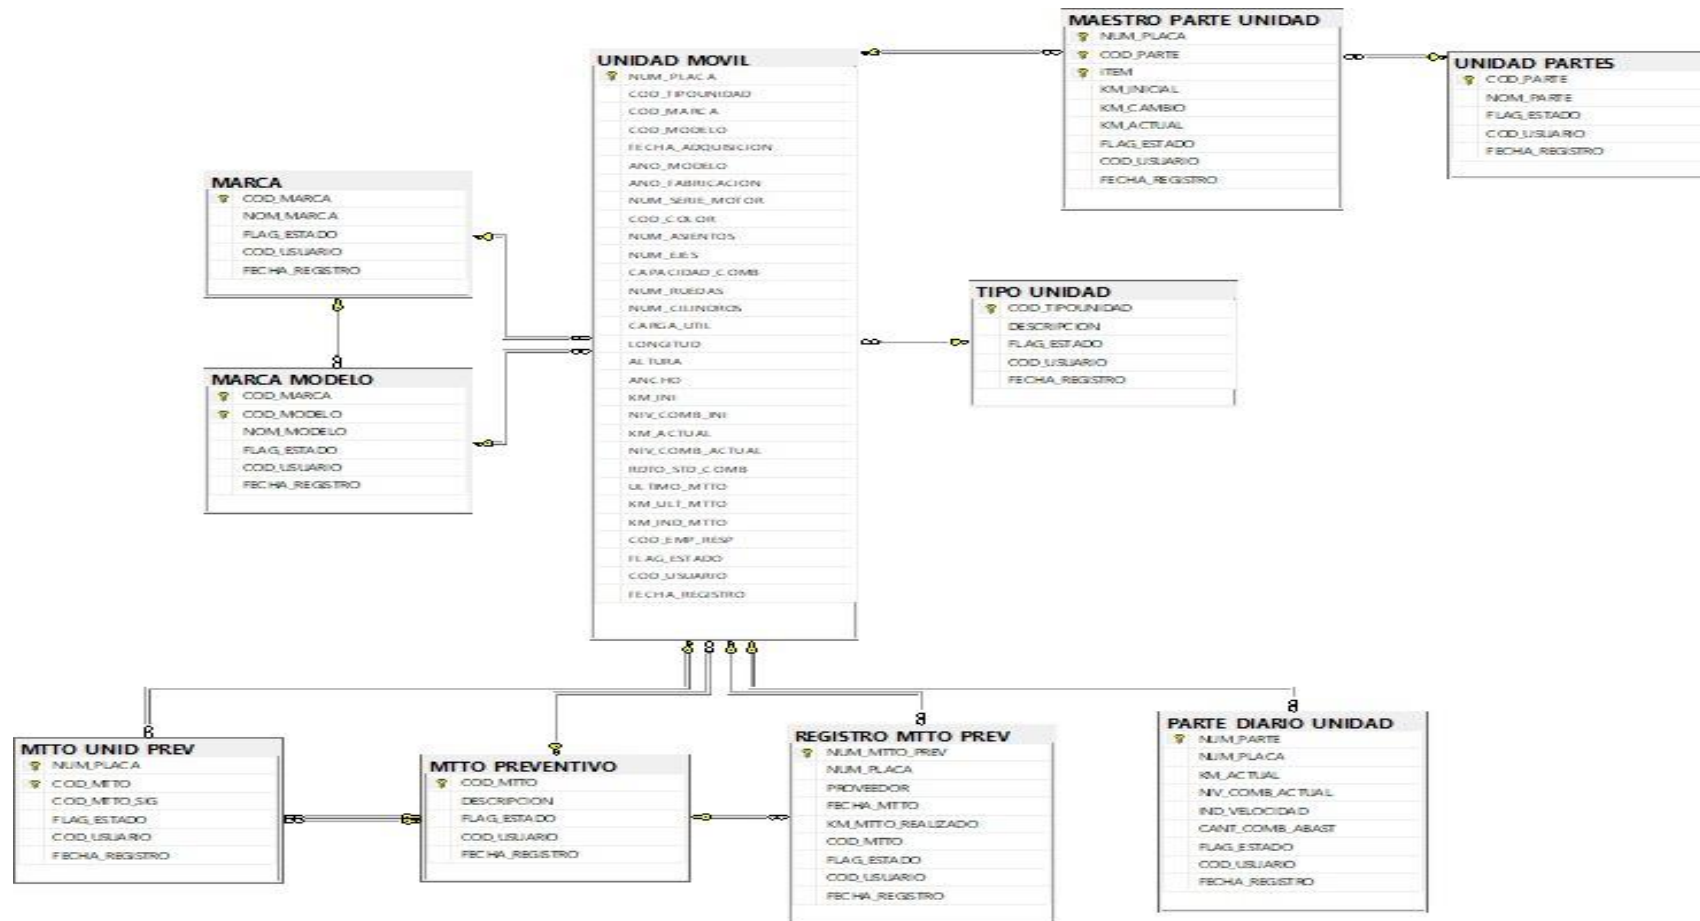 MAESTRO PARTE UNIDAD
NUM_PLACA
COD_PARTE
ITEM
KM_INICIAL
KM_CAMBIO
KM_ACTUAL
FLAG_ESTADO
COD_USUARIO
FECHA_REGISTRO
UNIDAD PARTES
COD_PARTE
NOM_PARTE
FLAG_ESTADO
COD_USUARIO
FECHA_REGISTRO
UNIDAD MOVIL
NUM_PLACA
COD_TIPOUNIDAD
COD_MARCA
COD_MODELO
FECHA_ADQUISICION
ANO_MODELO
ANO_FABRICACION
NUM_SERIE_MOTOR
COD_COLOR
NUM_ASIENTOS
NUM_EJES
CAPACIDAD_COMB
NUM_RUEDAS
NUM_CILINDROS
CARGA_UTIL
LONGITUD
ALTURA
ANCHO
KM_INI
NIV_COMB_INI
KM_ACTUAL
NIV_COMB_ACTUAL
RDTO_STD_COMB
ULTIMO_MTTO
KM_ULT_MTTO
KM_IND_MTTO
COD_EMP_RESP
FLAG_ESTADO
COD_USUARIO
FECHA_REGISTRO
MARCA
COD_MARCA
NOM_MARCA
FLAG_ESTADO
COD_USUARIO
FECHA_REGISTRO
MARCA MODELO
COD_MARCA
COD_MODELO
NOM_MODELO
FLAG_ESTADO
COD_USUARIO
FECHA_REGISTRO
TIPO UNIDAD
COD_TIPOUNIDAD
DESCRIPCION
FLAG_ESTADO
COD_USUARIO
FECHA_REGISTRO
MTTO UNID PREV
NUM_PLACA
COD_MTTO
COD_MTTO_SIG
FLAG_ESTADO
COD_USUARIO
FECHA_REGISTRO
MTTO PREVENTIVO
COD_MTTO
DESCRIPCION
FLAG_ESTADO
COD_USUARIO
FECHA_REGISTRO
REGISTRO MTTO PREV
NUM_MTTO_PREV
NUM_PLACA
PROVEEDOR
FECHA_MTTO
KM_MTTO_REALIZADO
COD_MTTO
FLAG_ESTADO
COD_USUARIO
FECHA_REGISTRO
PARTE DIARIO UNIDAD
NUM_PARTE
NUM_PLACA
KM_ACTUAL
NIV_COMB_ACTUAL
IND_VELOCIDAD
CANT_COMB_ABAST
FLAG_ESTADO
COD_USUARIO
FECHA_REGISTRO